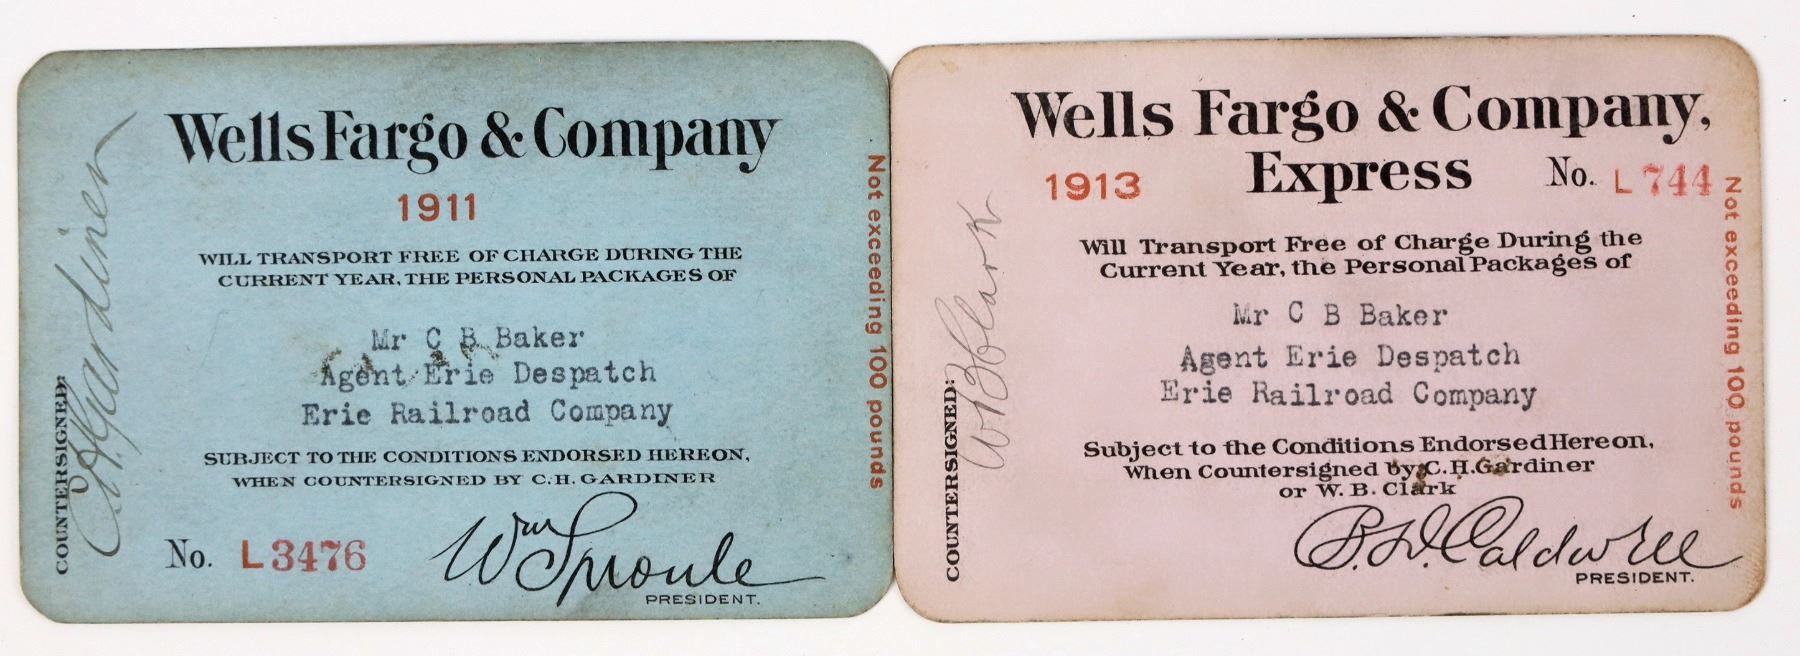 Wells Fargo & Company
1911
WILL TRANSPORT FREE OF CHARGE DURING THE
CURRENT YEAR, THE PERSONAL PACKAGES OF
Mr C B Baker
Agent Erie Despatch
Erie Railroad Company
SUBJECT TO THE CONDITIONS ENDORSED HEREON,
WHEN COUNTERSIGNED BY C.H. GARDINER
No. L3476
Wm Sproule
PRESIDENT.
COUNTERSIGNED:
C.H. Gardiner
Not exceeding 100 pounds
Wells Fargo & Company,
Express
1913
No. L 744
Will Transport Free of Charge During the
Current Year, the Personal Packages of
Mr C B Baker
Agent Erie Despatch
Erie Railroad Company
Subject to the Conditions Endorsed Hereon,
When Countersigned by C.H.Gardiner
or W. B. Clark
B.D. Caldwell
PRESIDENT.
COUNTERSIGNED:
W B Clark
Not exceeding 100 pounds